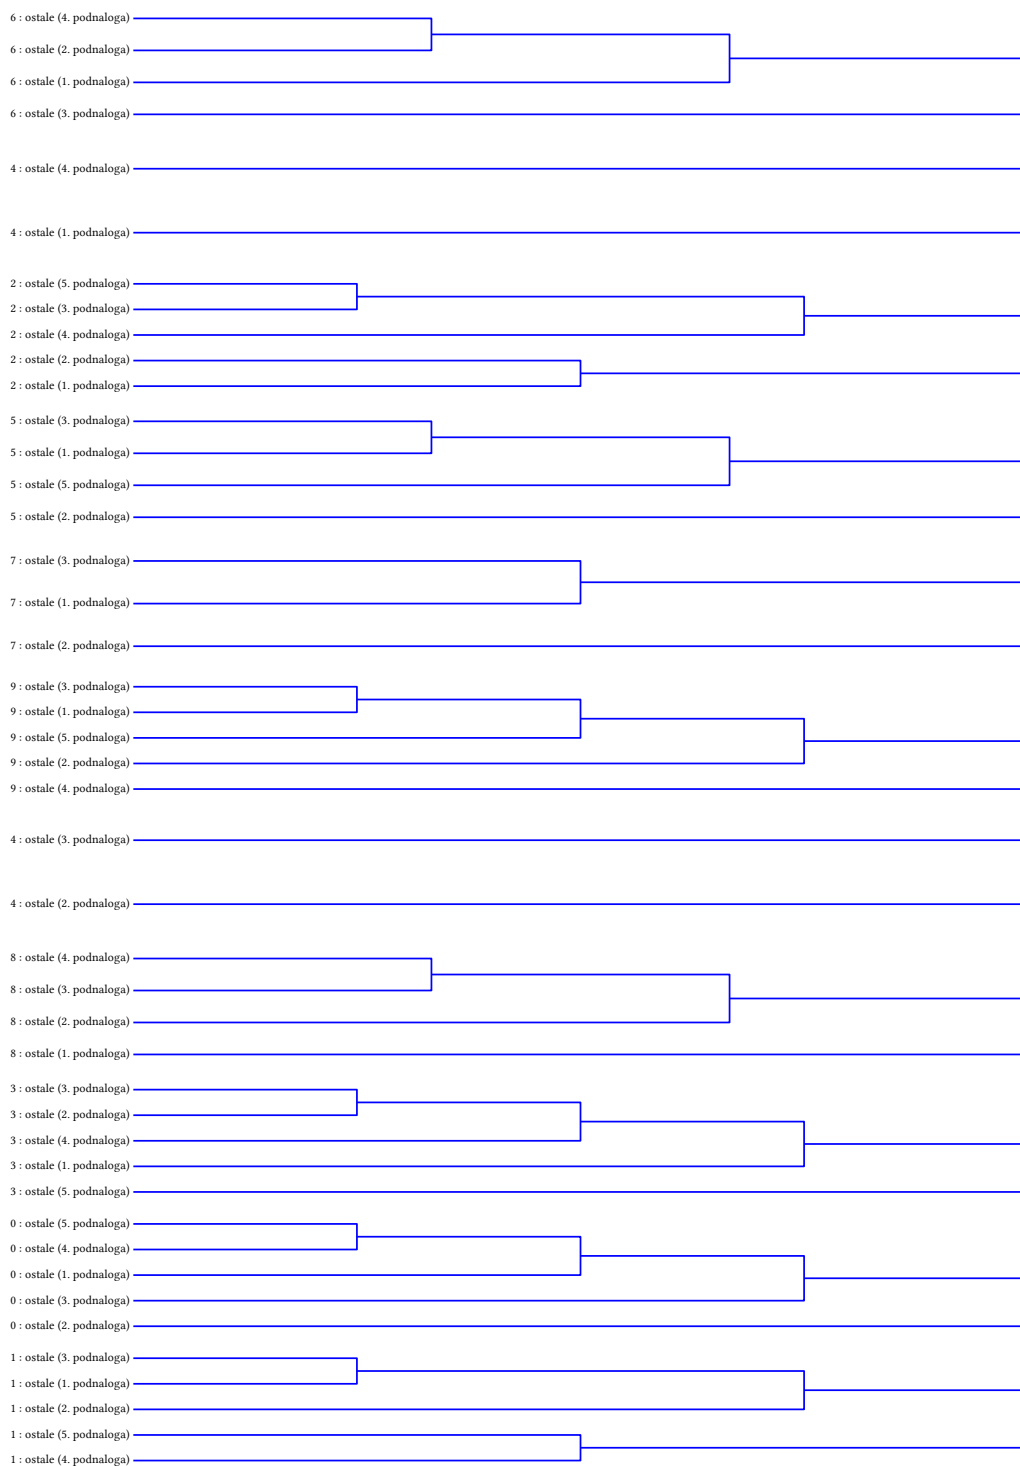 6 : ostale (4. podnaloga)
6 : ostale (2. podnaloga)
6 : ostale (1. podnaloga)
6 : ostale (3. podnaloga)
4 : ostale (4. podnaloga)
4 : ostale (1. podnaloga)
2 : ostale (5. podnaloga)
2 : ostale (3. podnaloga)
2 : ostale (4. podnaloga)
2 : ostale (2. podnaloga)
2 : ostale (1. podnaloga)
5 : ostale (3. podnaloga)
5 : ostale (1. podnaloga)
5 : ostale (5. podnaloga)
5 : ostale (2. podnaloga)
7 : ostale (3. podnaloga)
7 : ostale (1. podnaloga)
7 : ostale (2. podnaloga)
9 : ostale (3. podnaloga)
9 : ostale (1. podnaloga)
9 : ostale (5. podnaloga)
9 : ostale (2. podnaloga)
9 : ostale (4. podnaloga)
4 : ostale (3. podnaloga)
4 : ostale (2. podnaloga)
8 : ostale (4. podnaloga)
8 : ostale (3. podnaloga)
8 : ostale (2. podnaloga)
8 : ostale (1. podnaloga)
3 : ostale (3. podnaloga)
3 : ostale (2. podnaloga)
3 : ostale (4. podnaloga)
3 : ostale (1. podnaloga)
3 : ostale (5. podnaloga)
0 : ostale (5. podnaloga)
0 : ostale (4. podnaloga)
0 : ostale (1. podnaloga)
0 : ostale (3. podnaloga)
0 : ostale (2. podnaloga)
1 : ostale (3. podnaloga)
1 : ostale (1. podnaloga)
1 : ostale (2. podnaloga)
1 : ostale (5. podnaloga)
1 : ostale (4. podnaloga)